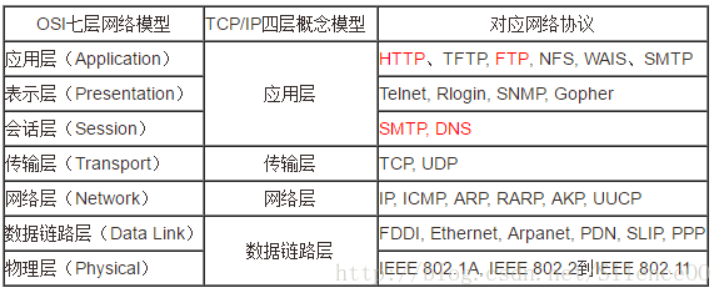 OSI七层网络模型 TCP/IP四层概念模型 对应网络协议
应用层（Application） 应用层 HTTP、TFTP, FTP, NFS, WAIS、SMTP
表示层（Presentation） Telnet, Rlogin, SNMP, Gopher
会话层（Session） SMTP, DNS
传输层（Transport） 传输层 TCP, UDP
网络层（Network） 网络层 IP, ICMP, ARP, RARP, AKP, UUCP
数据链路层（Data Link） 数据链路层 FDDI, Ethernet, Arpanet, PDN, SLIP, PPP
物理层（Physical） IEEE 802.1A, IEEE 802.2到IEEE 802.11